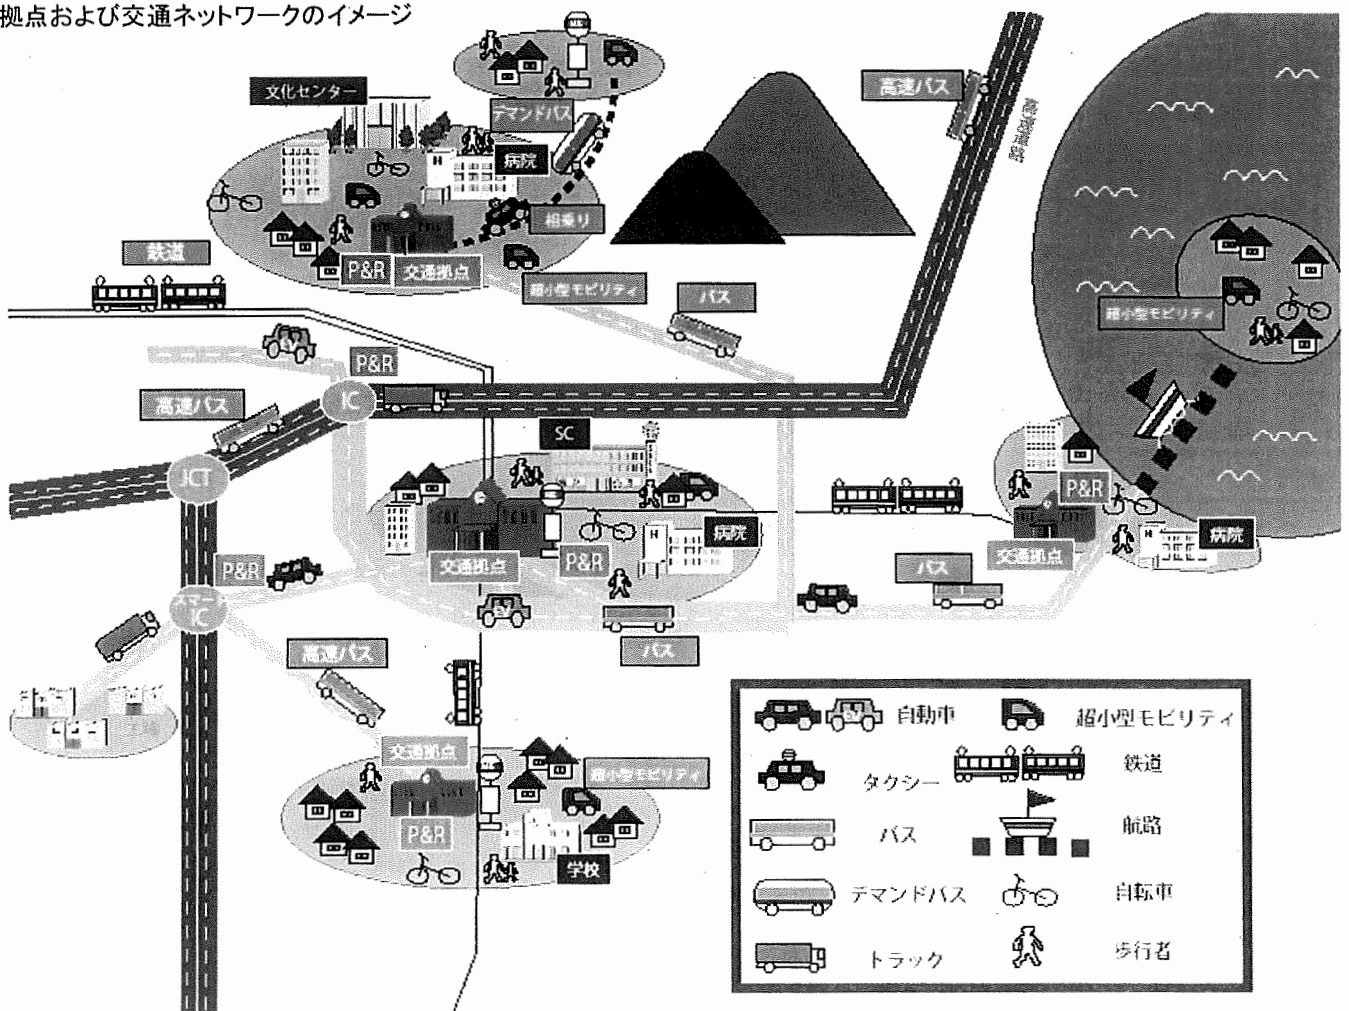 拠点および交通ネットワークのイメージ
文化センター
デマンドバス
病院
相乗り
P&R
交通拠点
超小型モビリティ
鉄道
バス
高速バス
超小型モビリティ
P&R
IC
高速バス
JCT
SC
病院
交通拠点
P&R
P&R
交通拠点
病院
バス
P&R
スマート
IC
バス
高速バス
交通拠点
超小型モビリティ
P&R
学校
自動車
超小型モビリティ
タクシー
鉄道
バス
航路
デマンドバス
自転車
トラック
歩行者